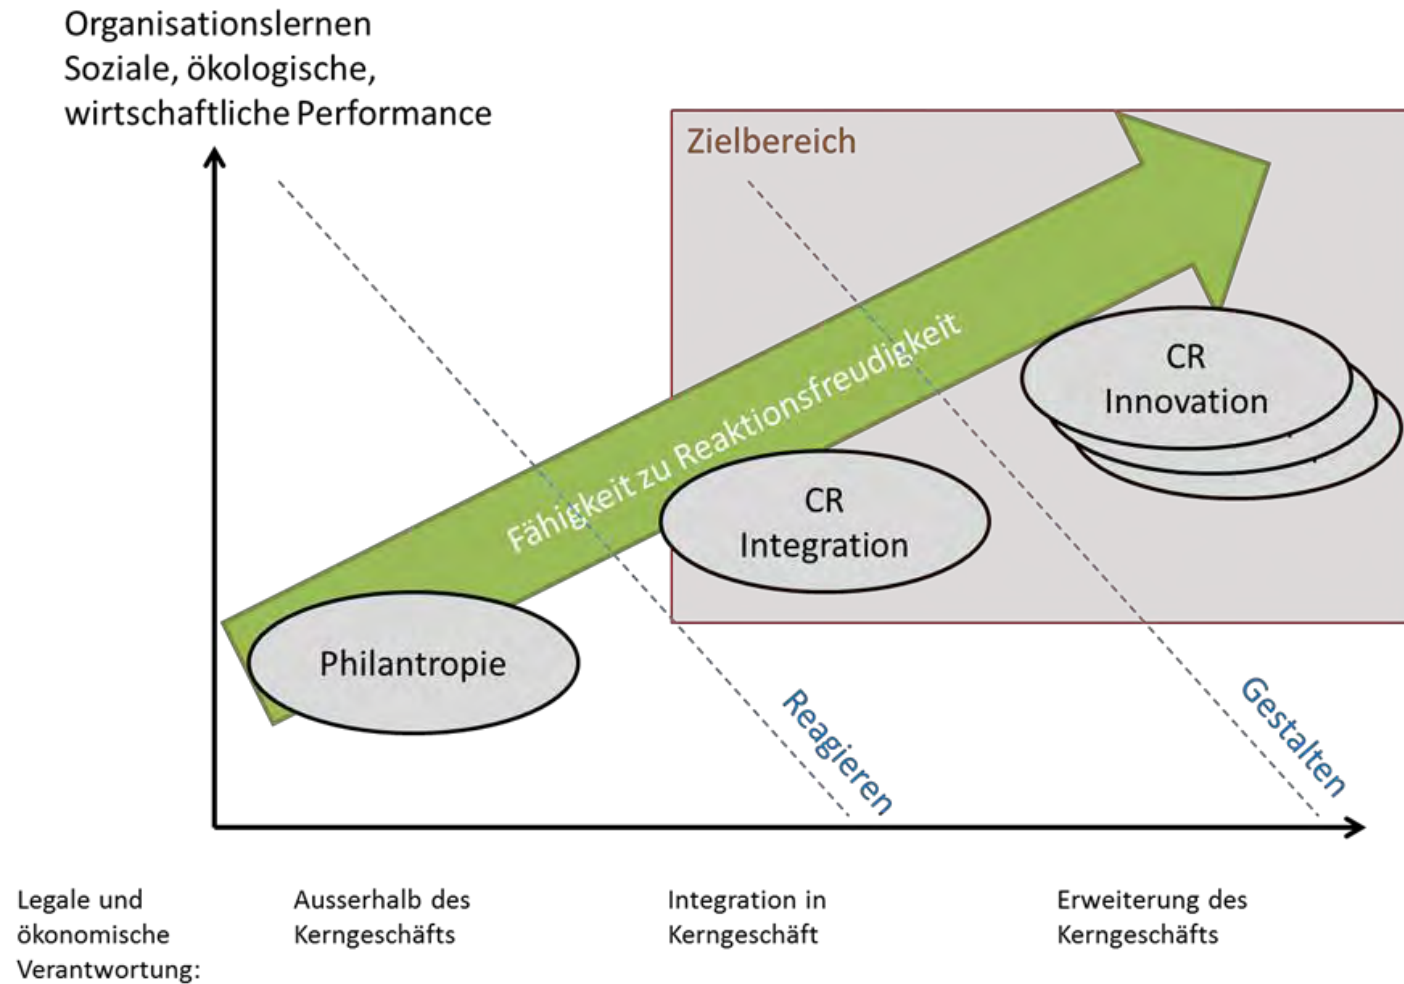 Organisationslernen
Soziale, ökologische,
wirtschaftliche Performance
Zielbereich
Fähigkeit zu Reaktionsfreudigkeit
CR
Innovation
CR
Integration
Philantropie
Reagieren
Gestalten
Legale und
ökonomische
Verantwortung:
Ausserhalb des
Kerngeschäfts
Integration in
Kerngeschäft
Erweiterung des
Kerngeschäfts